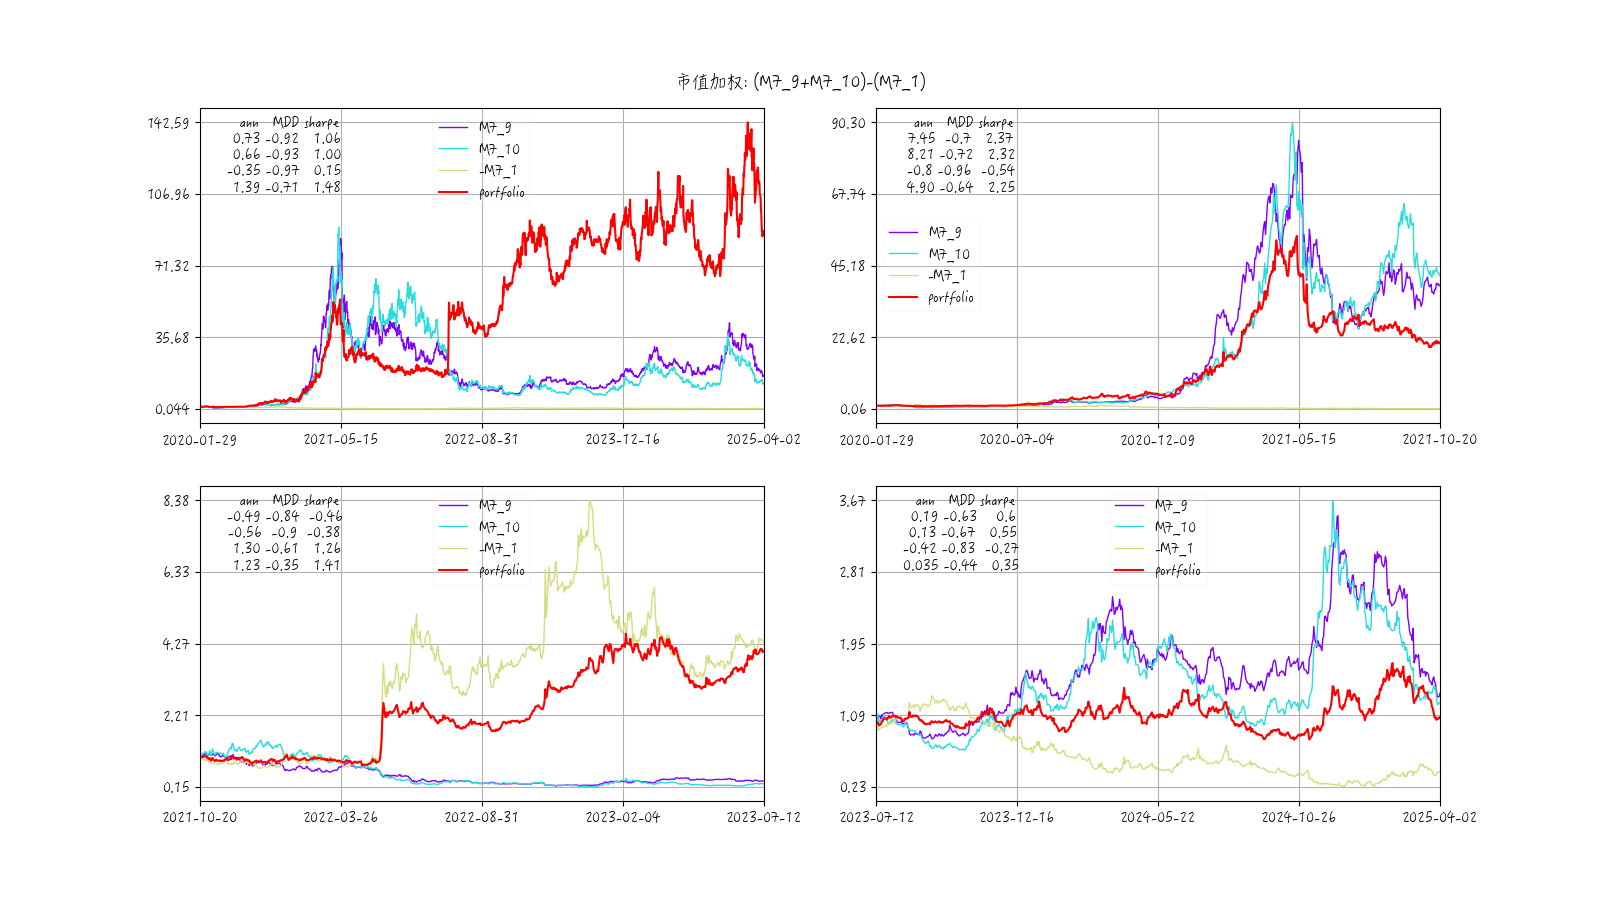 市值加权: (M7_9+M7_10)-(M7_1)
ann MDD sharpe
0.73 -0.92 1.06
0.66 -0.93 1.00
-0.35 -0.97 0.15
1.39 -0.71 1.48
M7_9
M7_10
-M7_1
portfolio
142.59
106.96
71.32
35.68
0.044
2020-01-29 2021-05-15 2022-08-31 2023-12-16 2025-04-02
ann MDD sharpe
7.45 -0.7 2.37
8.21 -0.72 2.32
-0.8 -0.96 -0.54
4.90 -0.64 2.25
M7_9
M7_10
-M7_1
portfolio
90.30
67.74
45.18
22.62
0.06
2020-01-29 2020-07-04 2020-12-09 2021-05-15 2021-10-20
ann MDD sharpe
-0.49 -0.84 -0.46
-0.56 -0.9 -0.38
1.30 -0.61 1.26
1.23 -0.35 1.41
M7_9
M7_10
-M7_1
portfolio
8.38
6.33
4.27
2.21
0.15
2021-10-20 2022-03-26 2022-08-31 2023-02-04 2023-07-12
ann MDD sharpe
0.19 -0.63 0.6
0.13 -0.67 0.55
-0.42 -0.83 -0.27
0.035 -0.44 0.35
M7_9
M7_10
-M7_1
portfolio
3.67
2.81
1.95
1.09
0.23
2023-07-12 2023-12-16 2024-05-22 2024-10-26 2025-04-02